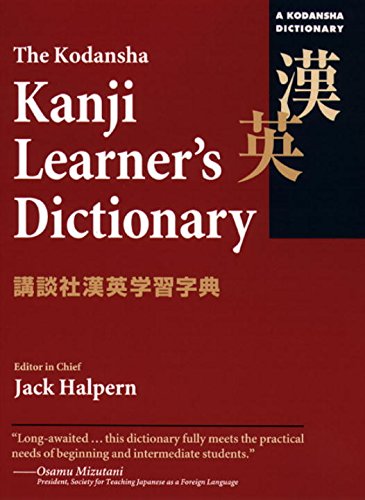 A KODANSHA
DICTIONARY
漢
英
The Kodansha
Kanji
Learner's
Dictionary
講談社漢英学習字典
Editor in Chief
Jack Halpern
“Long-awaited ... this dictionary fully meets the practical
needs of beginning and intermediate students.”
——Osamu Mizutani
President, Society for Teaching Japanese as a Foreign Language